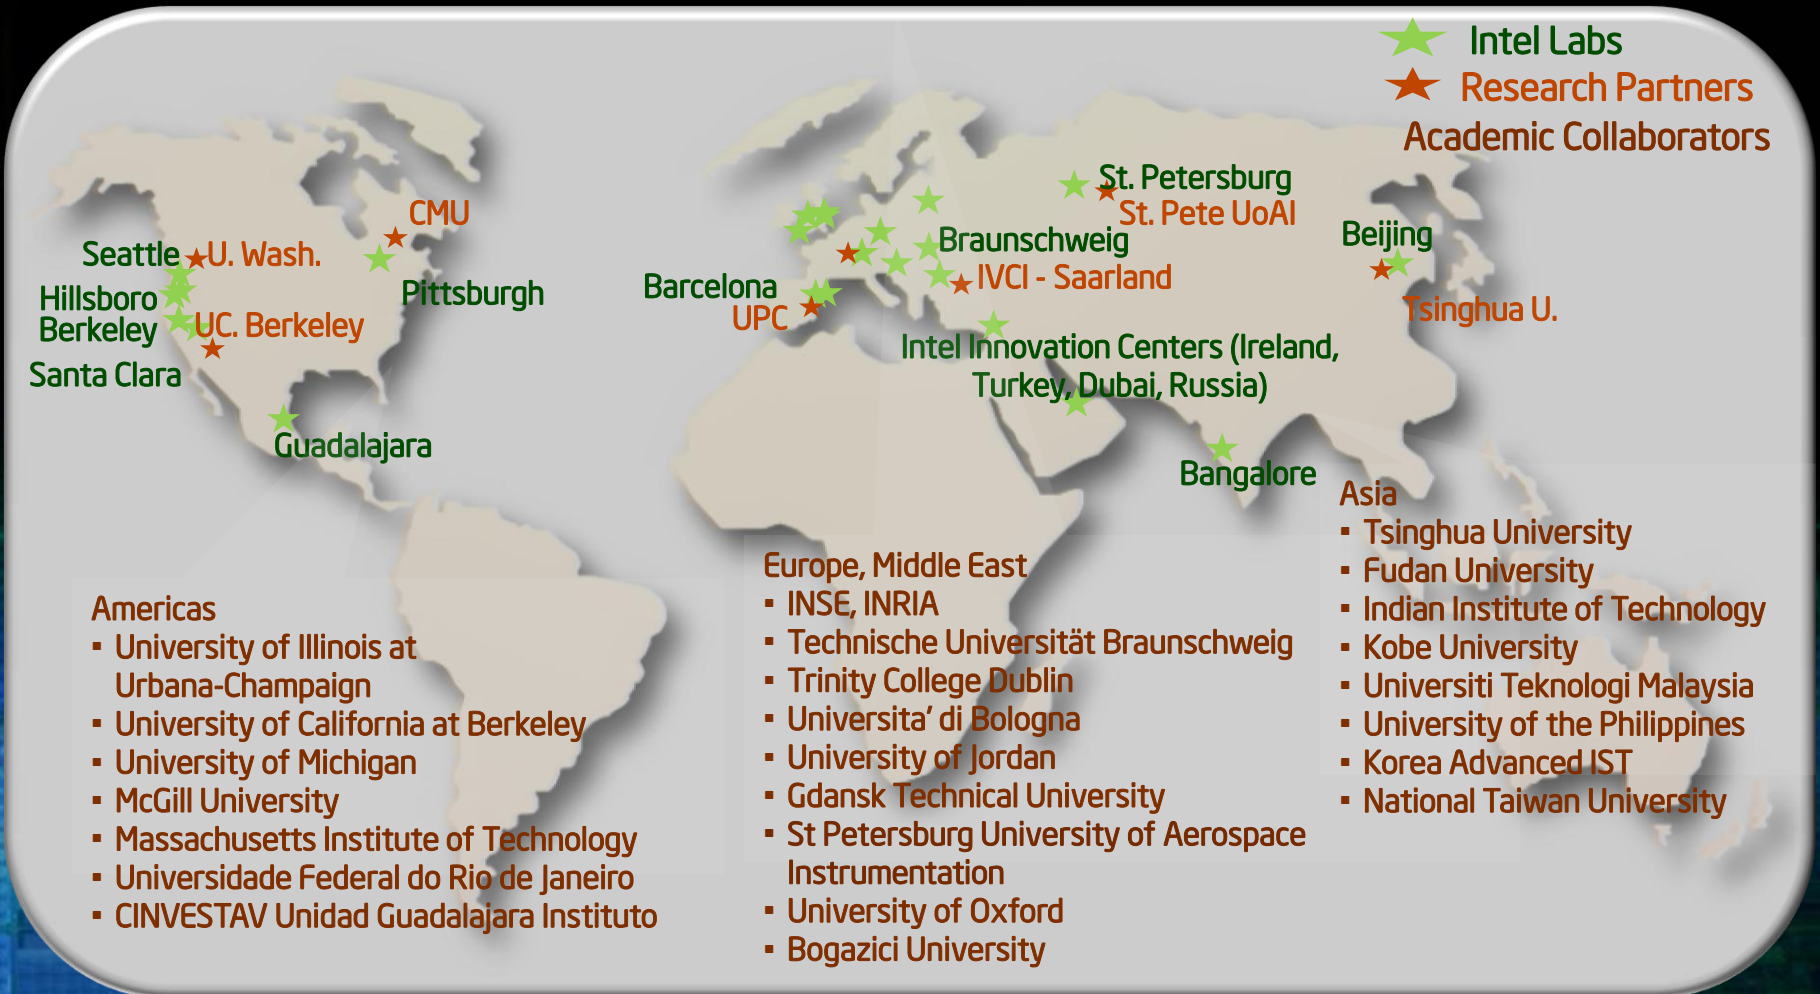 Intel Labs
Research Partners
Academic Collaborators
CMU
Seattle
U. Wash.
Pittsburgh
Hillsboro
Berkeley
UC. Berkeley
Santa Clara
Guadalajara
St. Petersburg
St. Pete UoAI
Braunschweig
IVCI - Saarland
Barcelona
UPC
Intel Innovation Centers (Ireland,
Turkey, Dubai, Russia)
Beijing
Tsinghua U.
Bangalore
Americas
▪ University of Illinois at
Urbana-Champaign
▪ University of California at Berkeley
▪ University of Michigan
▪ McGill University
▪ Massachusetts Institute of Technology
▪ Universidade Federal do Rio de Janeiro
▪ CINVESTAV Unidad Guadalajara Instituto
Europe, Middle East
▪ INSE, INRIA
▪ Technische Universität Braunschweig
▪ Trinity College Dublin
▪ Universita’ di Bologna
▪ University of Jordan
▪ Gdansk Technical University
▪ St Petersburg University of Aerospace
Instrumentation
▪ University of Oxford
▪ Bogazici University
Asia
▪ Tsinghua University
▪ Fudan University
▪ Indian Institute of Technology
▪ Kobe University
▪ Universiti Teknologi Malaysia
▪ University of the Philippines
▪ Korea Advanced IST
▪ National Taiwan University